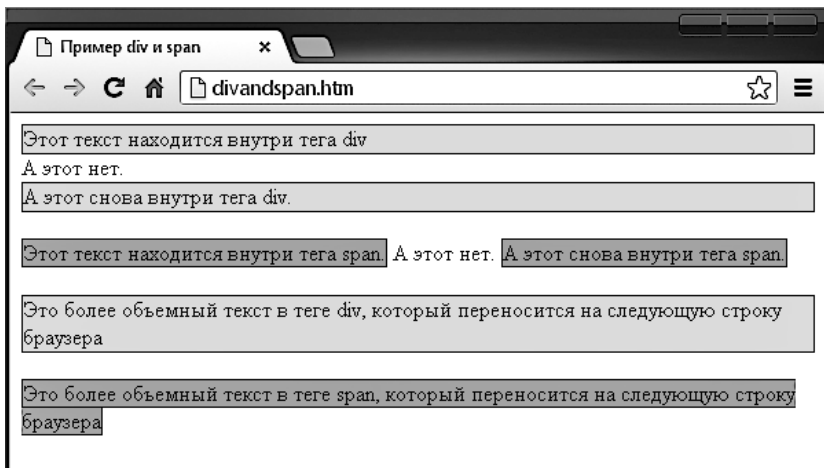 Пример div и span
divandspan.htm
Этот текст находится внутри тега div
А этот нет.
А этот снова внутри тега div.
Этот текст находится внутри тега span. А этот нет. А этот снова внутри тега span.
Это более объемный текст в теге div, который переносится на следующую строку
браузера
Это более объемный текст в теге span, который переносится на следующую строку
браузера